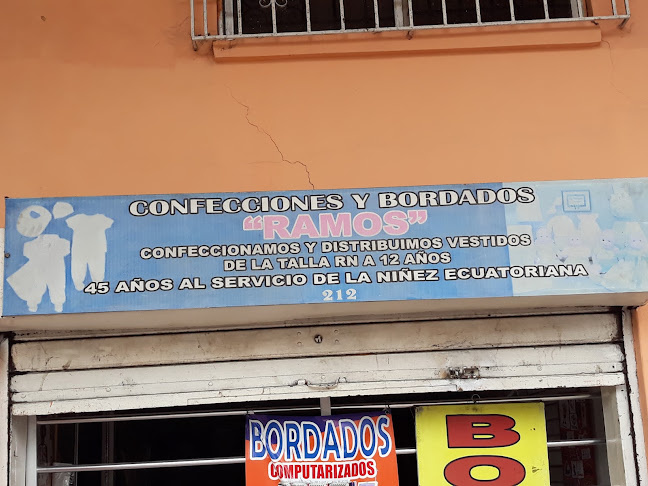 CONFECCIONES Y BORDADOS
"RAMOS"
CONFECCIONAMOS Y DISTRIBUIMOS VESTIDOS
DE LA TALLA RN A 12 AÑOS
45 AÑOS AL SERVICIO DE LA NIÑEZ ECUATORIANA
212
BORDADOS
COMPUTARIZADOS
B
O